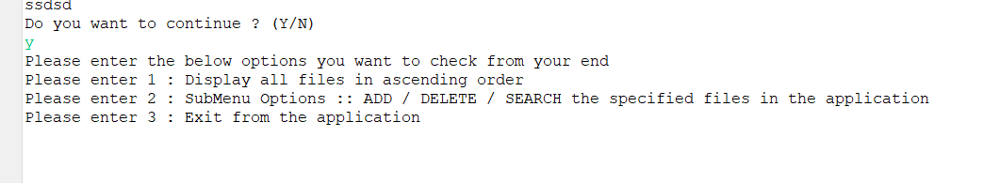 ssdsd
Do you want to continue ? (Y/N)
y
Please enter the below options you want to check from your end
Please enter 1 : Display all files in ascending order
Please enter 2 : SubMenu Options :: ADD / DELETE / SEARCH the specified files in the application
Please enter 3 : Exit from the application